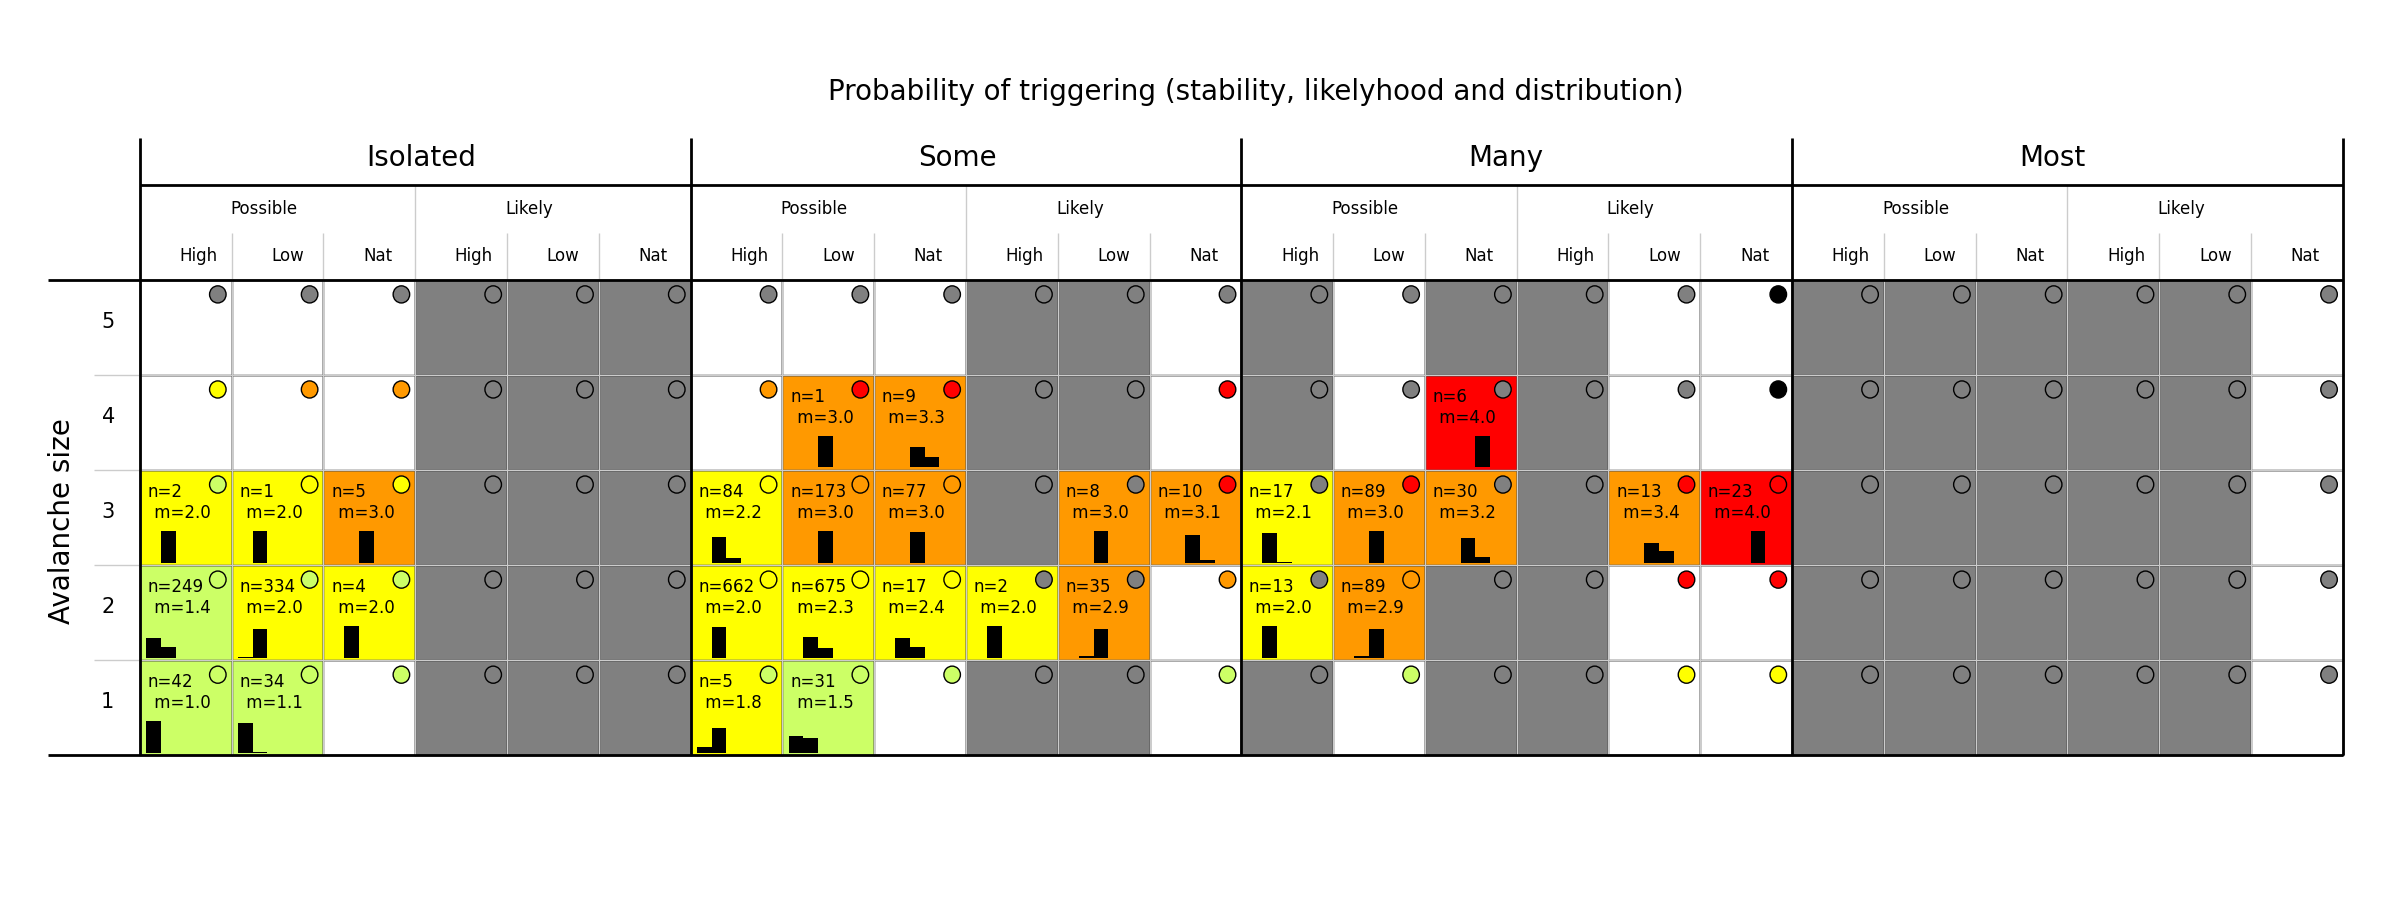 Probability of triggering (stability, likelyhood and distribution)
Isolated Some Many Most
Possible Likely Possible Likely Possible Likely Possible Likely
High Low Nat High Low Nat High Low Nat High Low Nat High Low Nat High Low Nat High Low Nat High Low Nat
Avalanche size
5
4
n=1 n=9 n=6
m=3.0 m=3.3 m=4.0
3
n=2 n=1 n=5 n=84 n=173 n=77 n=8 n=10 n=17 n=89 n=30 n=13 n=23
m=2.0 m=2.0 m=3.0 m=2.2 m=3.0 m=3.0 m=3.0 m=3.1 m=2.1 m=3.0 m=3.2 m=3.4 m=4.0
2
n=249 n=334 n=4 n=662 n=675 n=17 n=2 n=35 n=13 n=89
m=1.4 m=2.0 m=2.0 m=2.0 m=2.3 m=2.4 m=2.0 m=2.9 m=2.0 m=2.9
1
n=42 n=34 n=5 n=31
m=1.0 m=1.1 m=1.8 m=1.5